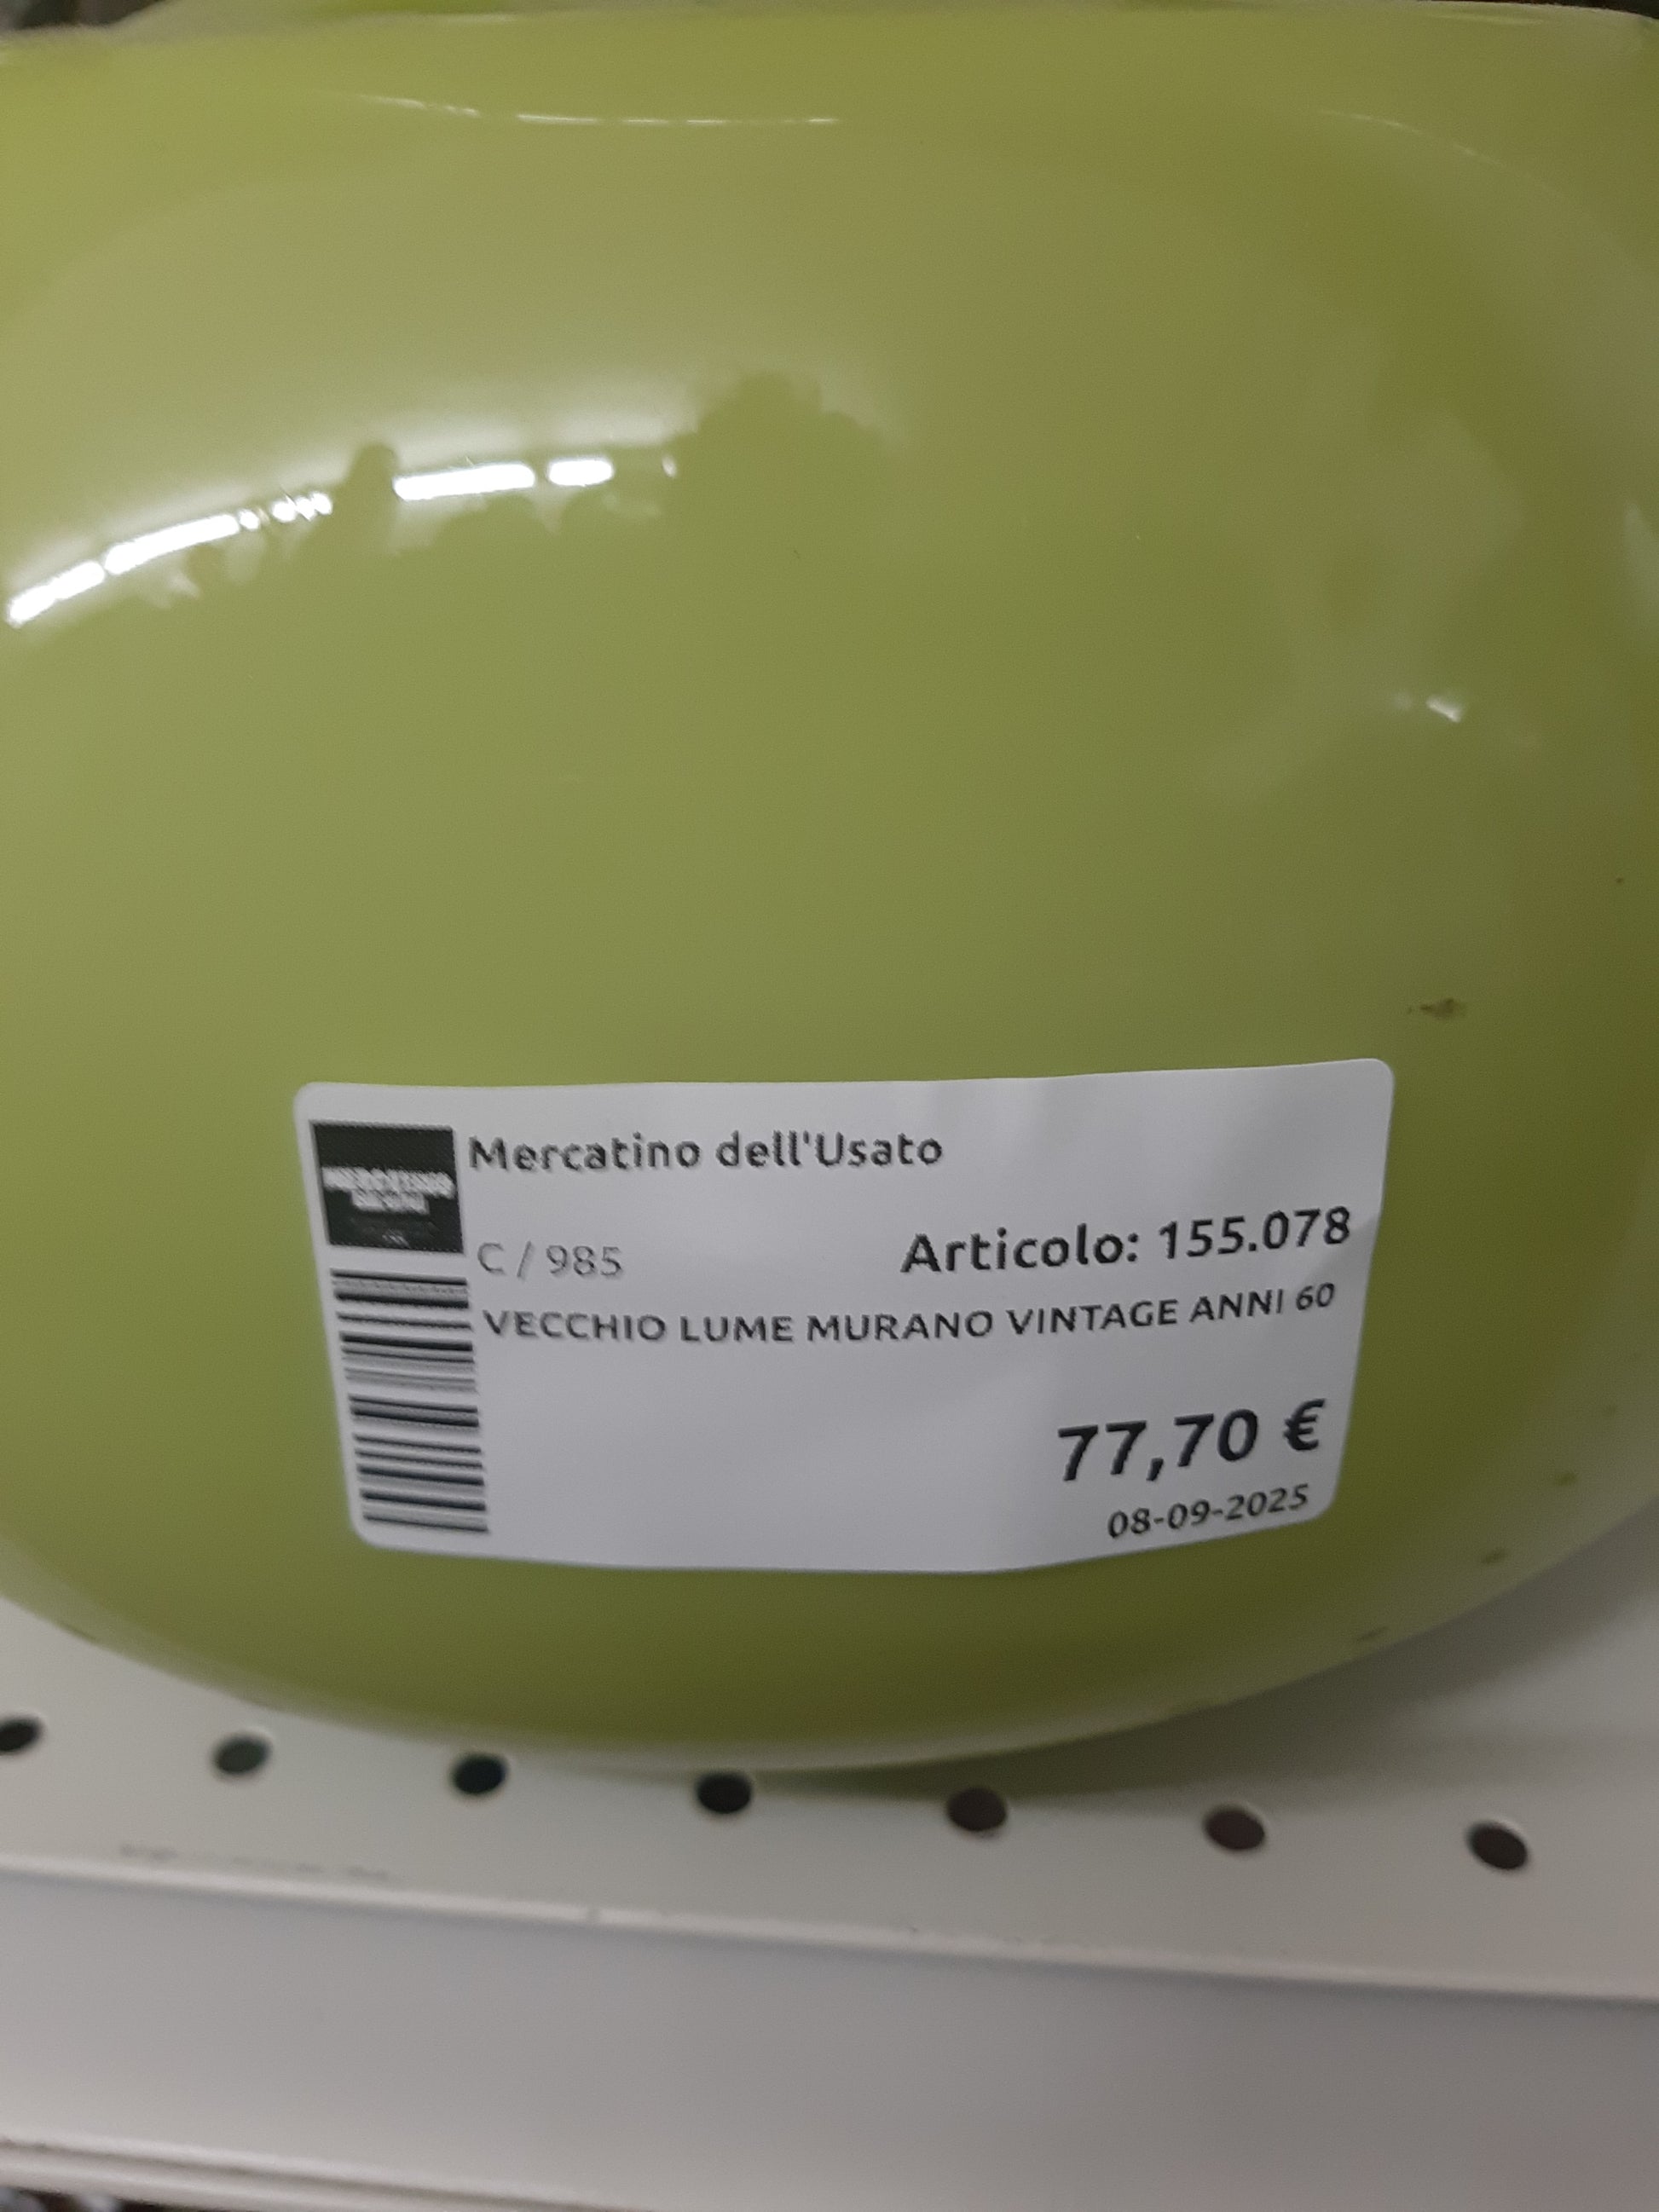 Mercatino dell'Usato
C / 985
Articolo: 155.078
VECCHIO LUME MURANO VINTAGE ANNI 60
77,70 €
08-09-2025